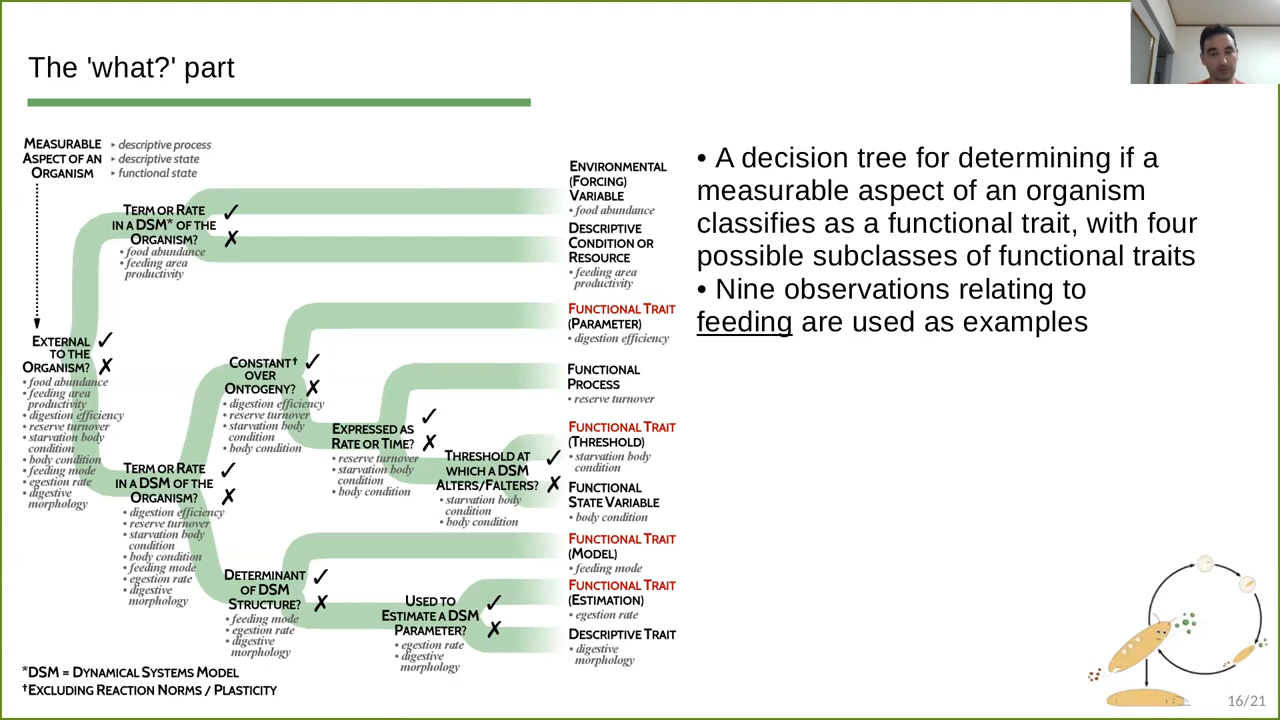 The 'what?' part
MEASURABLE
ASPECT OF AN
ORGANISM
▸ descriptive process
▸ descriptive state
▸ functional state
TERM OR RATE
IN A DSM* OF THE
ORGANISM?
✓
✗
• food abundance
• feeding area
productivity
EXTERNAL
TO THE
ORGANISM?
✓
✗
• food abundance
• feeding area
productivity
• digestion efficiency
• reserve turnover
• starvation body
condition
• body condition
• feeding mode
• egestion rate
• digestive
morphology
TERM OR RATE
IN A DSM OF THE
ORGANISM?
✓
✗
• digestion efficiency
• reserve turnover
• starvation body
condition
• body condition
• feeding mode
• egestion rate
• digestive
morphology
CONSTANT†
OVER
ONTOGENY?
✓
✗
• digestion efficiency
• reserve turnover
• starvation body
condition
• body condition
EXPRESSED AS
RATE OR TIME?
✓
✗
• reserve turnover
• starvation body
condition
• body condition
THRESHOLD AT
WHICH A DSM
ALTERS/FALTERS?
✓
✗
• starvation body
condition
• body condition
DETERMINANT
OF DSM
STRUCTURE?
✓
✗
• feeding mode
• egestion rate
• digestive
morphology
USED TO
ESTIMATE A DSM
PARAMETER?
✓
✗
• egestion rate
• digestive
morphology
ENVIRONMENTAL
(FORCING)
VARIABLE
• food abundance
DESCRIPTIVE
CONDITION OR
RESOURCE
• feeding area
productivity
FUNCTIONAL TRAIT
(PARAMETER)
• digestion efficiency
FUNCTIONAL
PROCESS
• reserve turnover
FUNCTIONAL TRAIT
(THRESHOLD)
• starvation body
condition
FUNCTIONAL
STATE VARIABLE
• body condition
FUNCTIONAL TRAIT
(MODEL)
• feeding mode
FUNCTIONAL TRAIT
(ESTIMATION)
• egestion rate
DESCRIPTIVE TRAIT
• digestive
morphology
*DSM = DYNAMICAL SYSTEMS MODEL
†EXCLUDING REACTION NORMS / PLASTICITY
• A decision tree for determining if a
measurable aspect of an organism
classifies as a functional trait, with four
possible subclasses of functional traits
• Nine observations relating to
feeding are used as examples
16/21